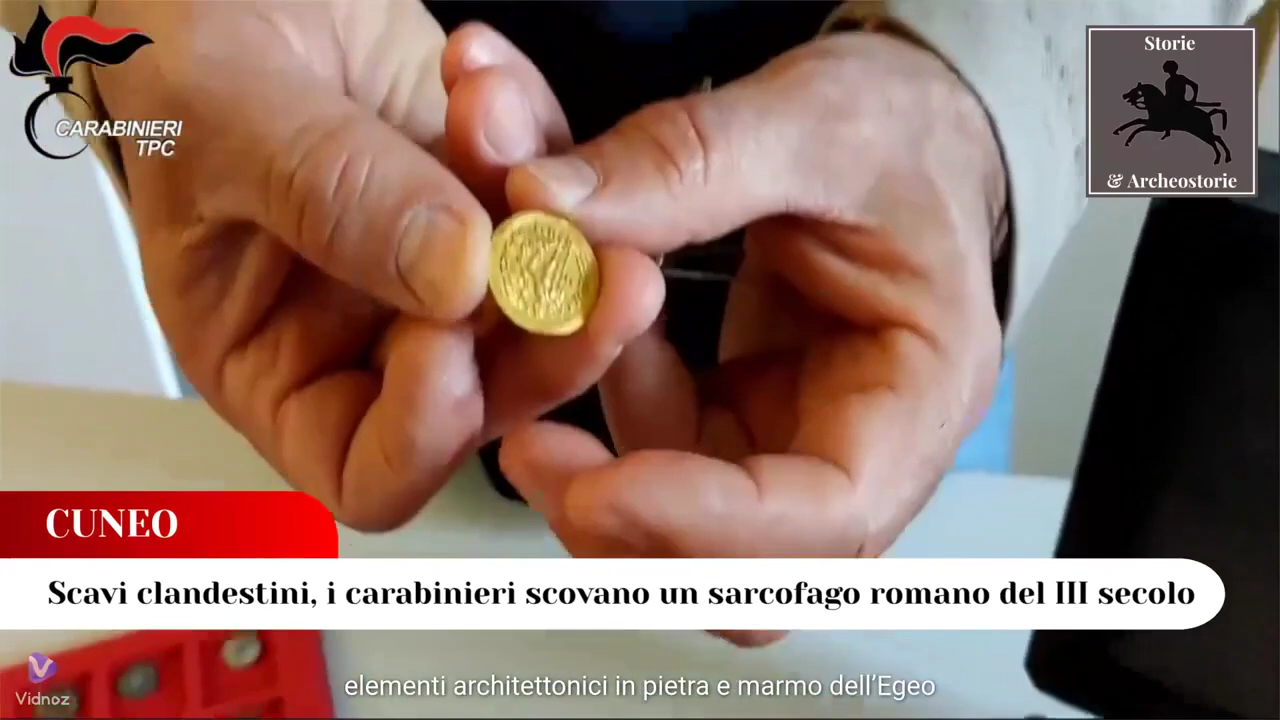 CARABINIERI
TPC
Storie
& Archeostorie
CUNEO
Scavi clandestini, i carabinieri scovano un sarcofago romano del III secolo
Vidnoz
elementi architettonici in pietra e marmo dell'Egeo